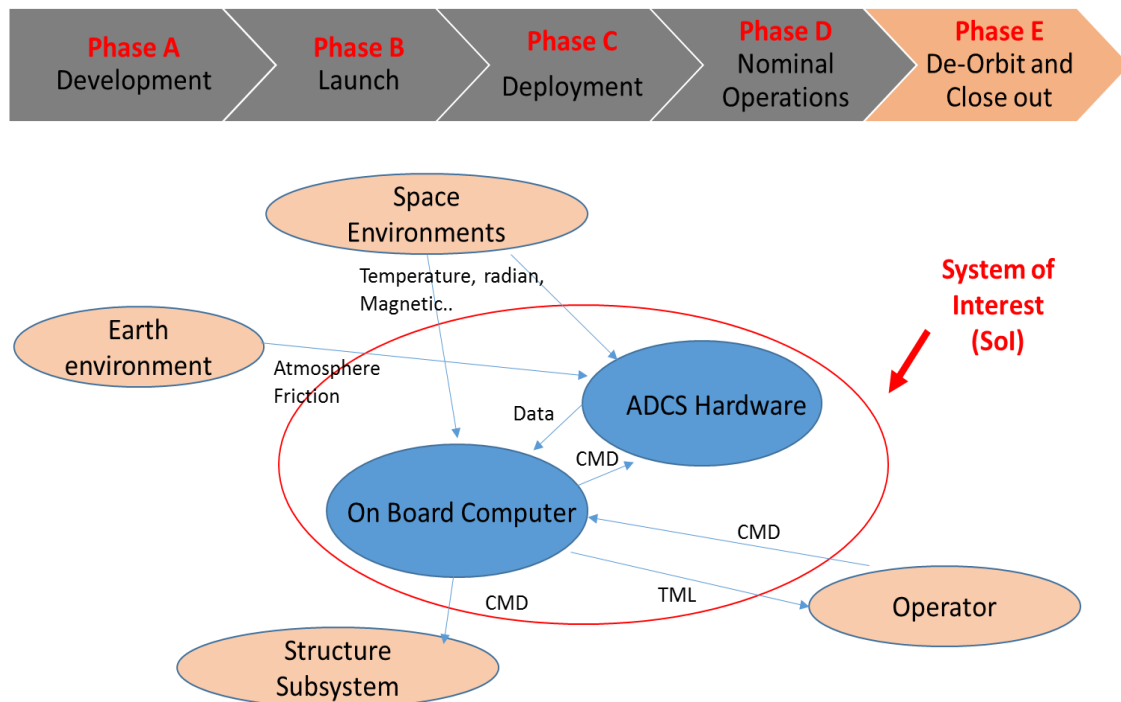 Phase A
Development
Phase B
Launch
Phase C
Deployment
Phase D
Nominal
Operations
Phase E
De-Orbit and
Close out
Space
Environments
Temperature, radian,
Magnetic..
System of
Interest
(SoI)
Earth
environment
Atmosphere
Friction
ADCS Hardware
Data
CMD
On Board Computer
CMD
CMD
TML
Operator
Structure
Subsystem